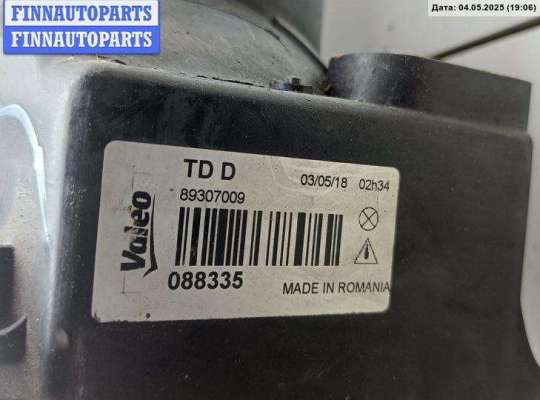 FINNAUTOPARTS
FINNAUTOPARTS
FINNAUTOPARTS
Дата: 04.05.2025 (19:06)
TD D
03/05/18 02h34
89307009
Valeo
088335
MADE IN ROMANIA